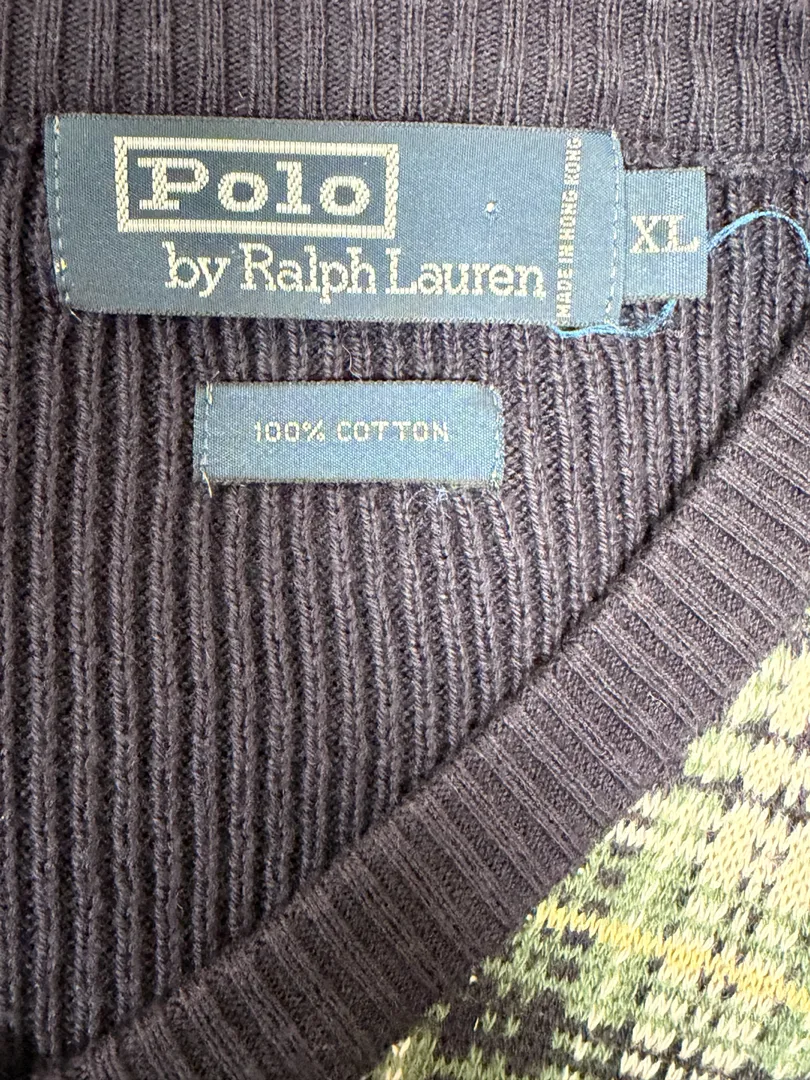 Polo
by Ralph Lauren
MADE IN HONG KONG
XL
100% COTTON